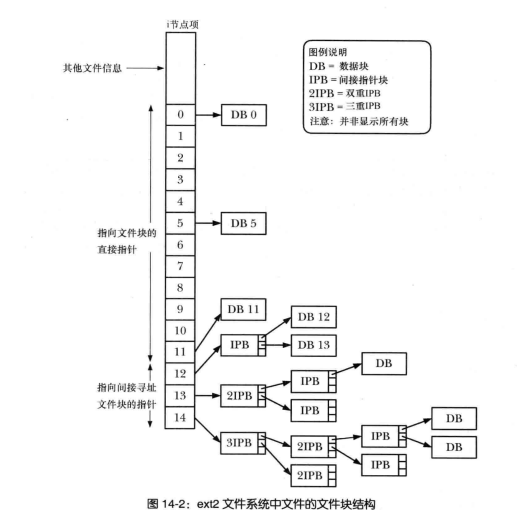 i节点项
图例说明
DB = 数据块
IPB = 间接指针块
2IPB = 双重IPB
3IPB = 三重IPB
注意：并非显示所有块
其他文件信息
0
DB 0
1
2
3
4
5
DB 5
指向文件块的
直接指针
6
7
8
9
DB 11
10
DB 12
11
IPB
DB 13
12
DB
指向间接寻址
文件块的指针
13
2IPB
IPB
IPB
14
3IPB
2IPB
IPB
DB
DB
2IPB
IPB
图 14-2：ext2 文件系统中文件的文件块结构